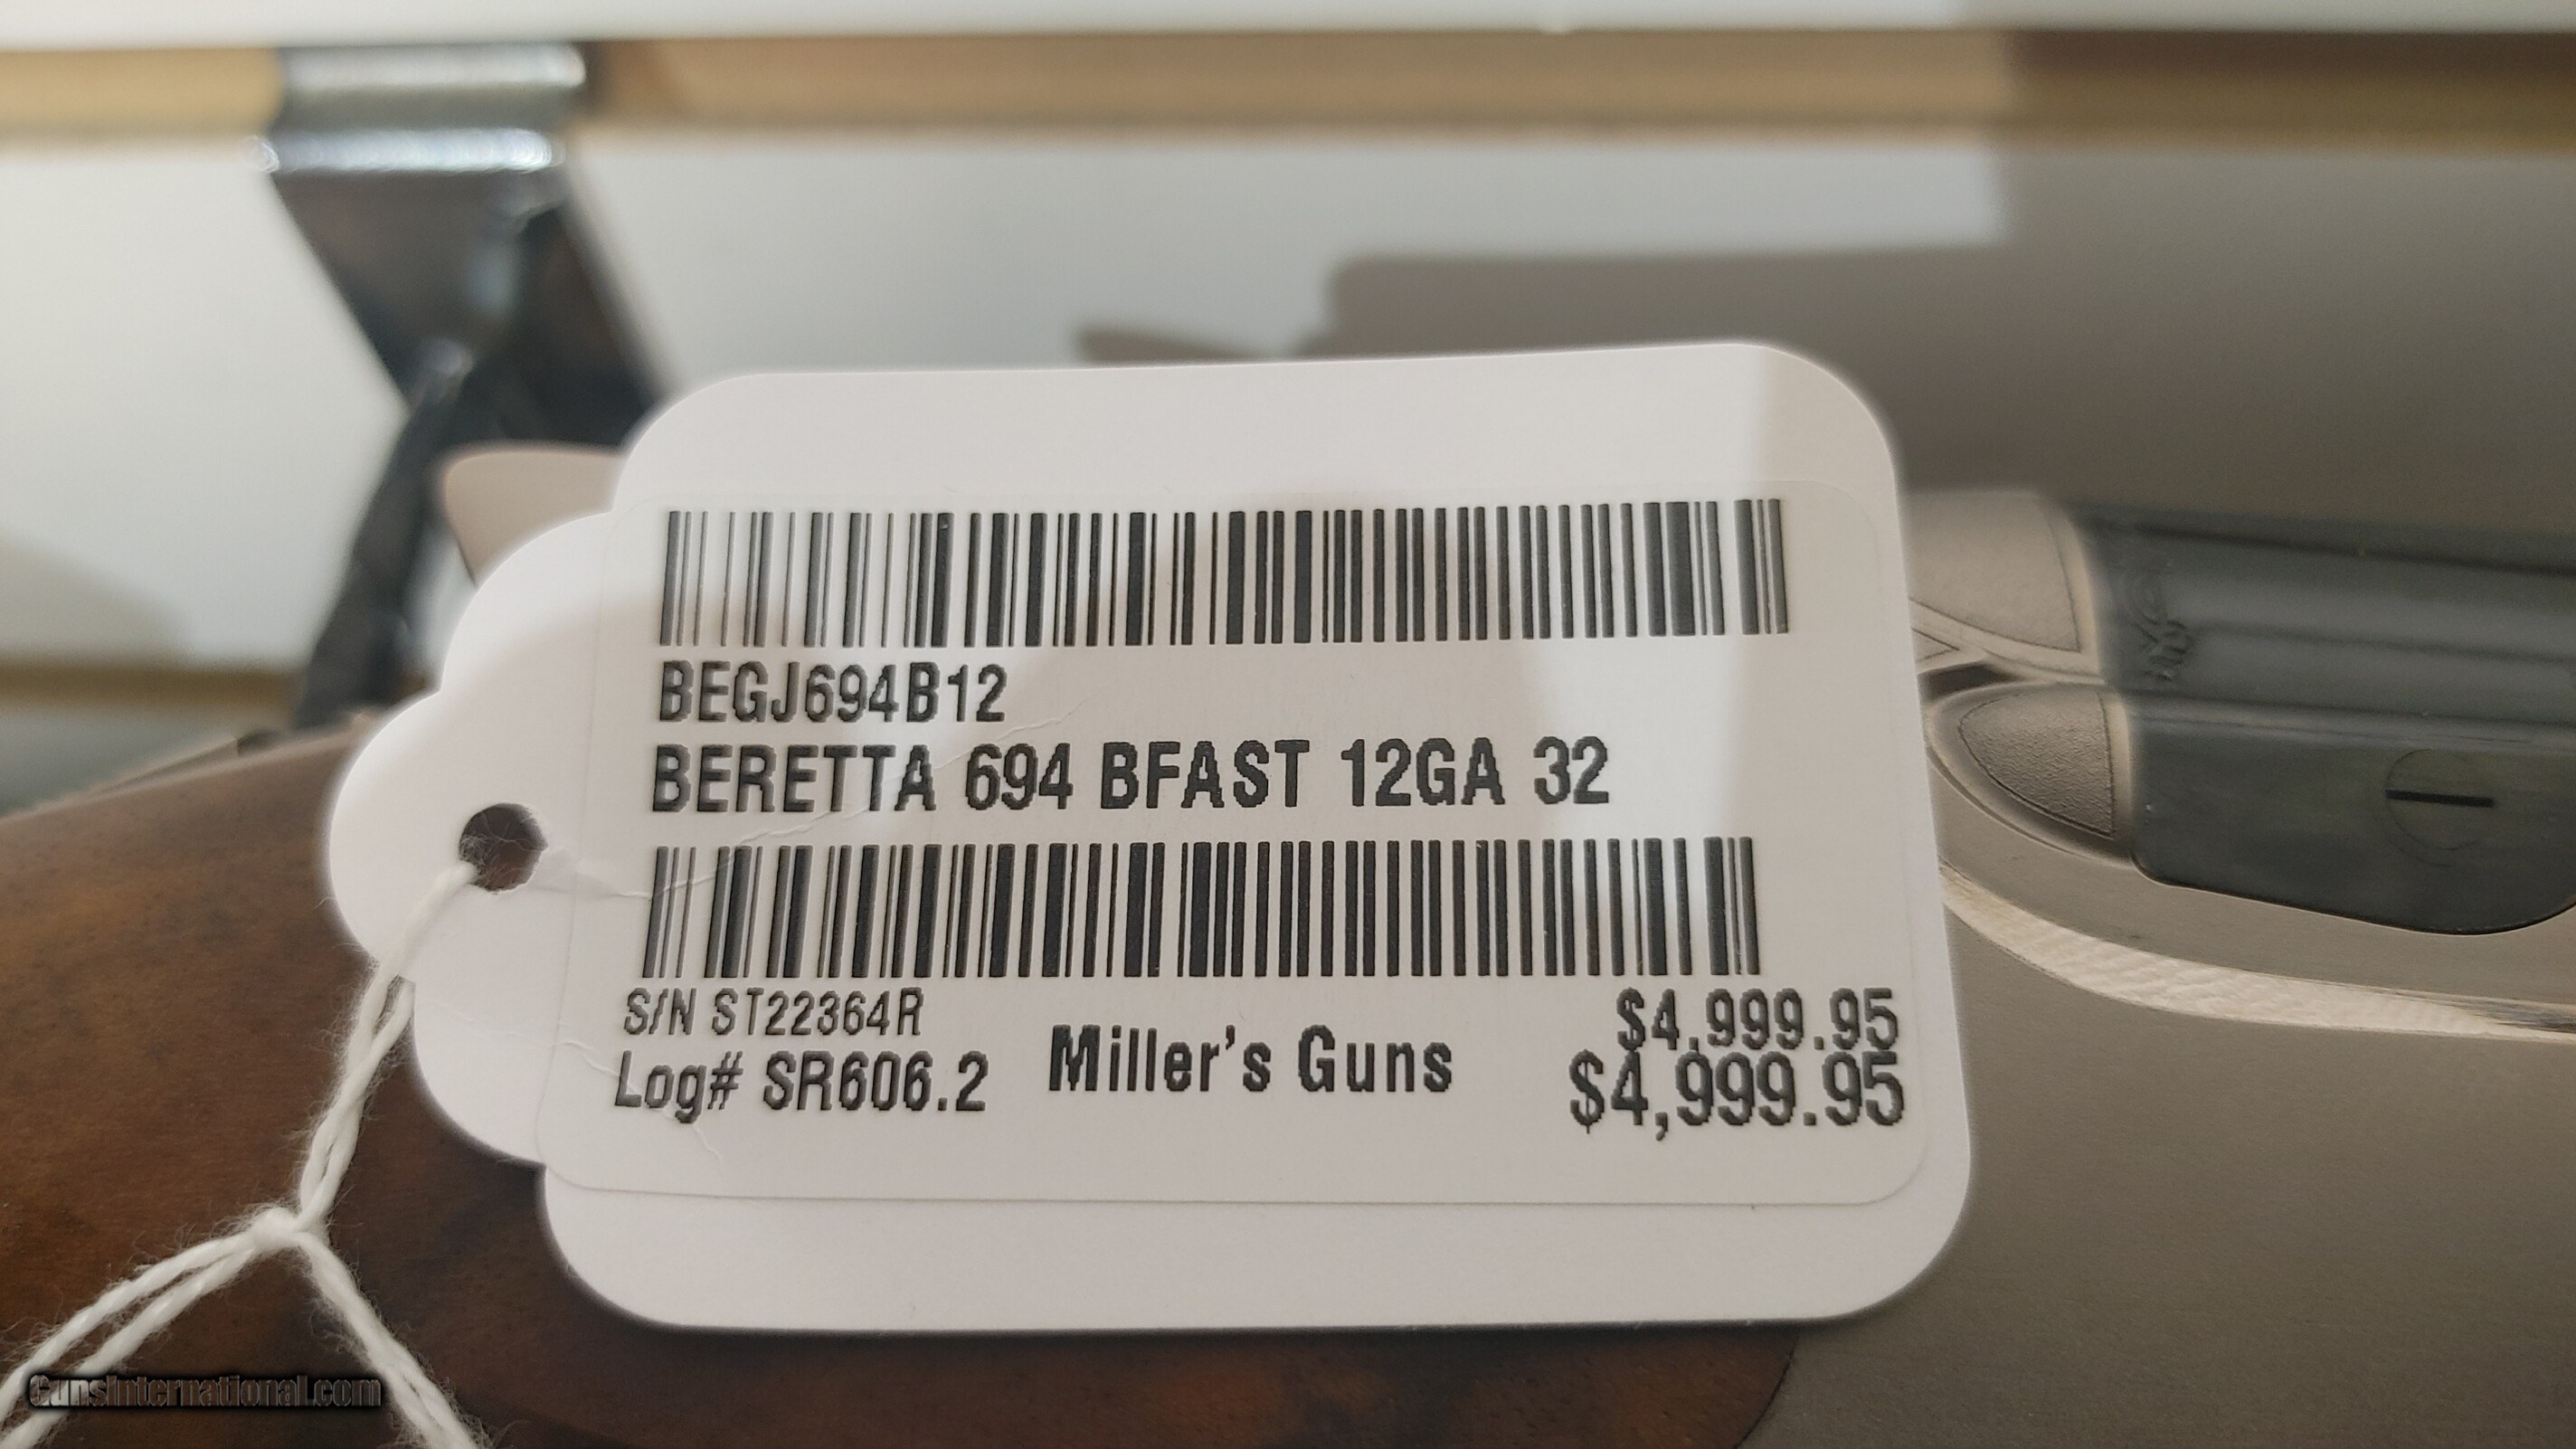 BEGJ694B12
BERETTA 694 BFAST 12GA 32
S/N ST22364R
$4,999.95
Log# SR606.2
Miller's Guns
$4,999.95
GunsInternational.com